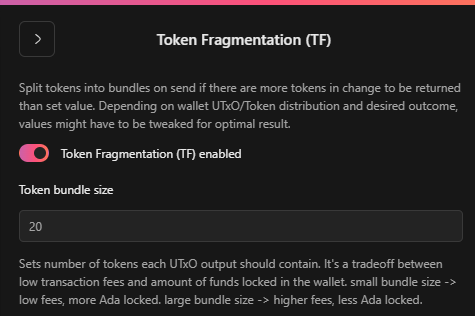 Token Fragmentation (TF)
Split tokens into bundles on send if there are more tokens in change to be returned
than set value. Depending on wallet UTxO/Token distribution and desired outcome,
values might have to be tweaked for optimal result.
Token Fragmentation (TF) enabled
Token bundle size
20
Sets number of tokens each UTxO output should contain. It's a tradeoff between
low transaction fees and amount of funds locked in the wallet. small bundle size ->
low fees, more Ada locked. large bundle size -> higher fees, less Ada locked.